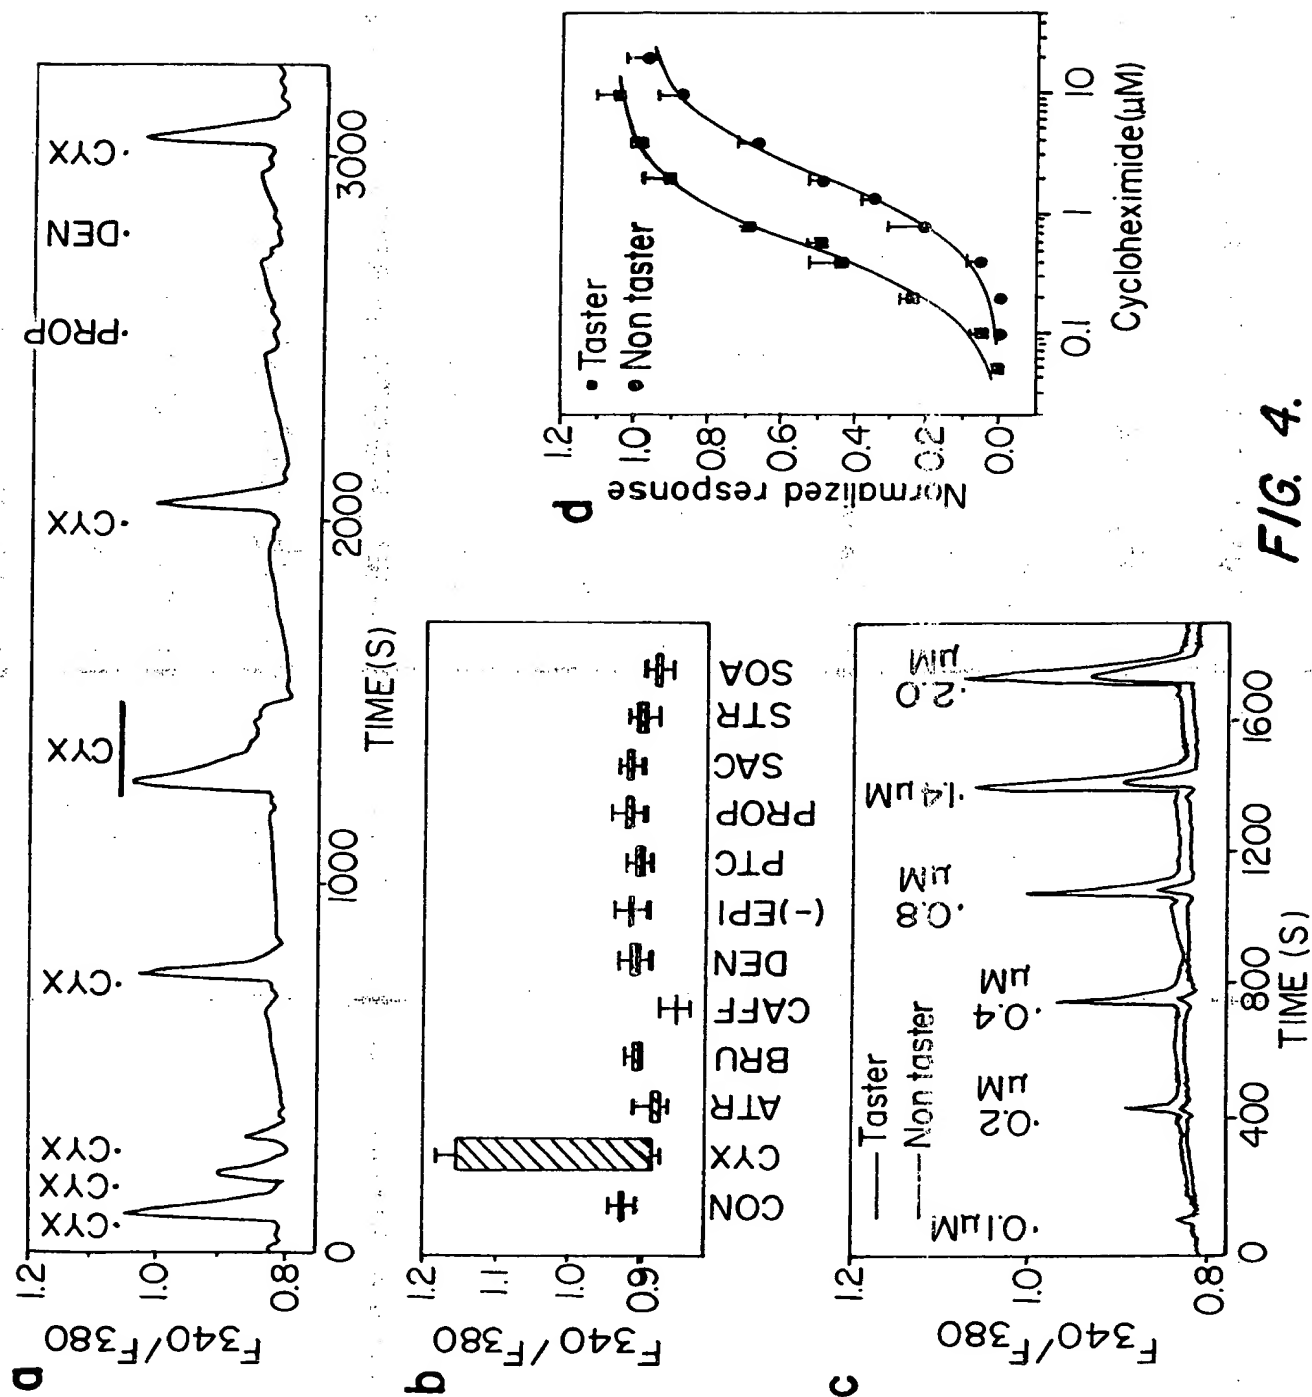 a
F340/F380
1.2
1.0
0.8
·CYX
·CYX
·CYX
·CYX
CYX
·CYX
·PROP
·DEN
·CYX
0
1000
2000
3000
TIME (S)
b
F340/F380
1.2
1.1
1.0
0.9
CON
CYX
ATR
BRU
CAFF
DEN
(-)EPI
PTC
PROP
SAC
STR
SOA
c
F340/F380
1.2
1.0
0.8
Taster
Non taster
·0.1μM
·0.2 μM
·0.4 μM
·0.8 μM
·1.4 μM
·2.0 μM
0
400
800
1200
1600
TIME (S)
d
Normalized response
1.2
1.0
0.8
0.6
0.4
0.2
0.0
Taster
Non taster
0.1
1
10
Cycloheximide(μM)
FIG. 4.